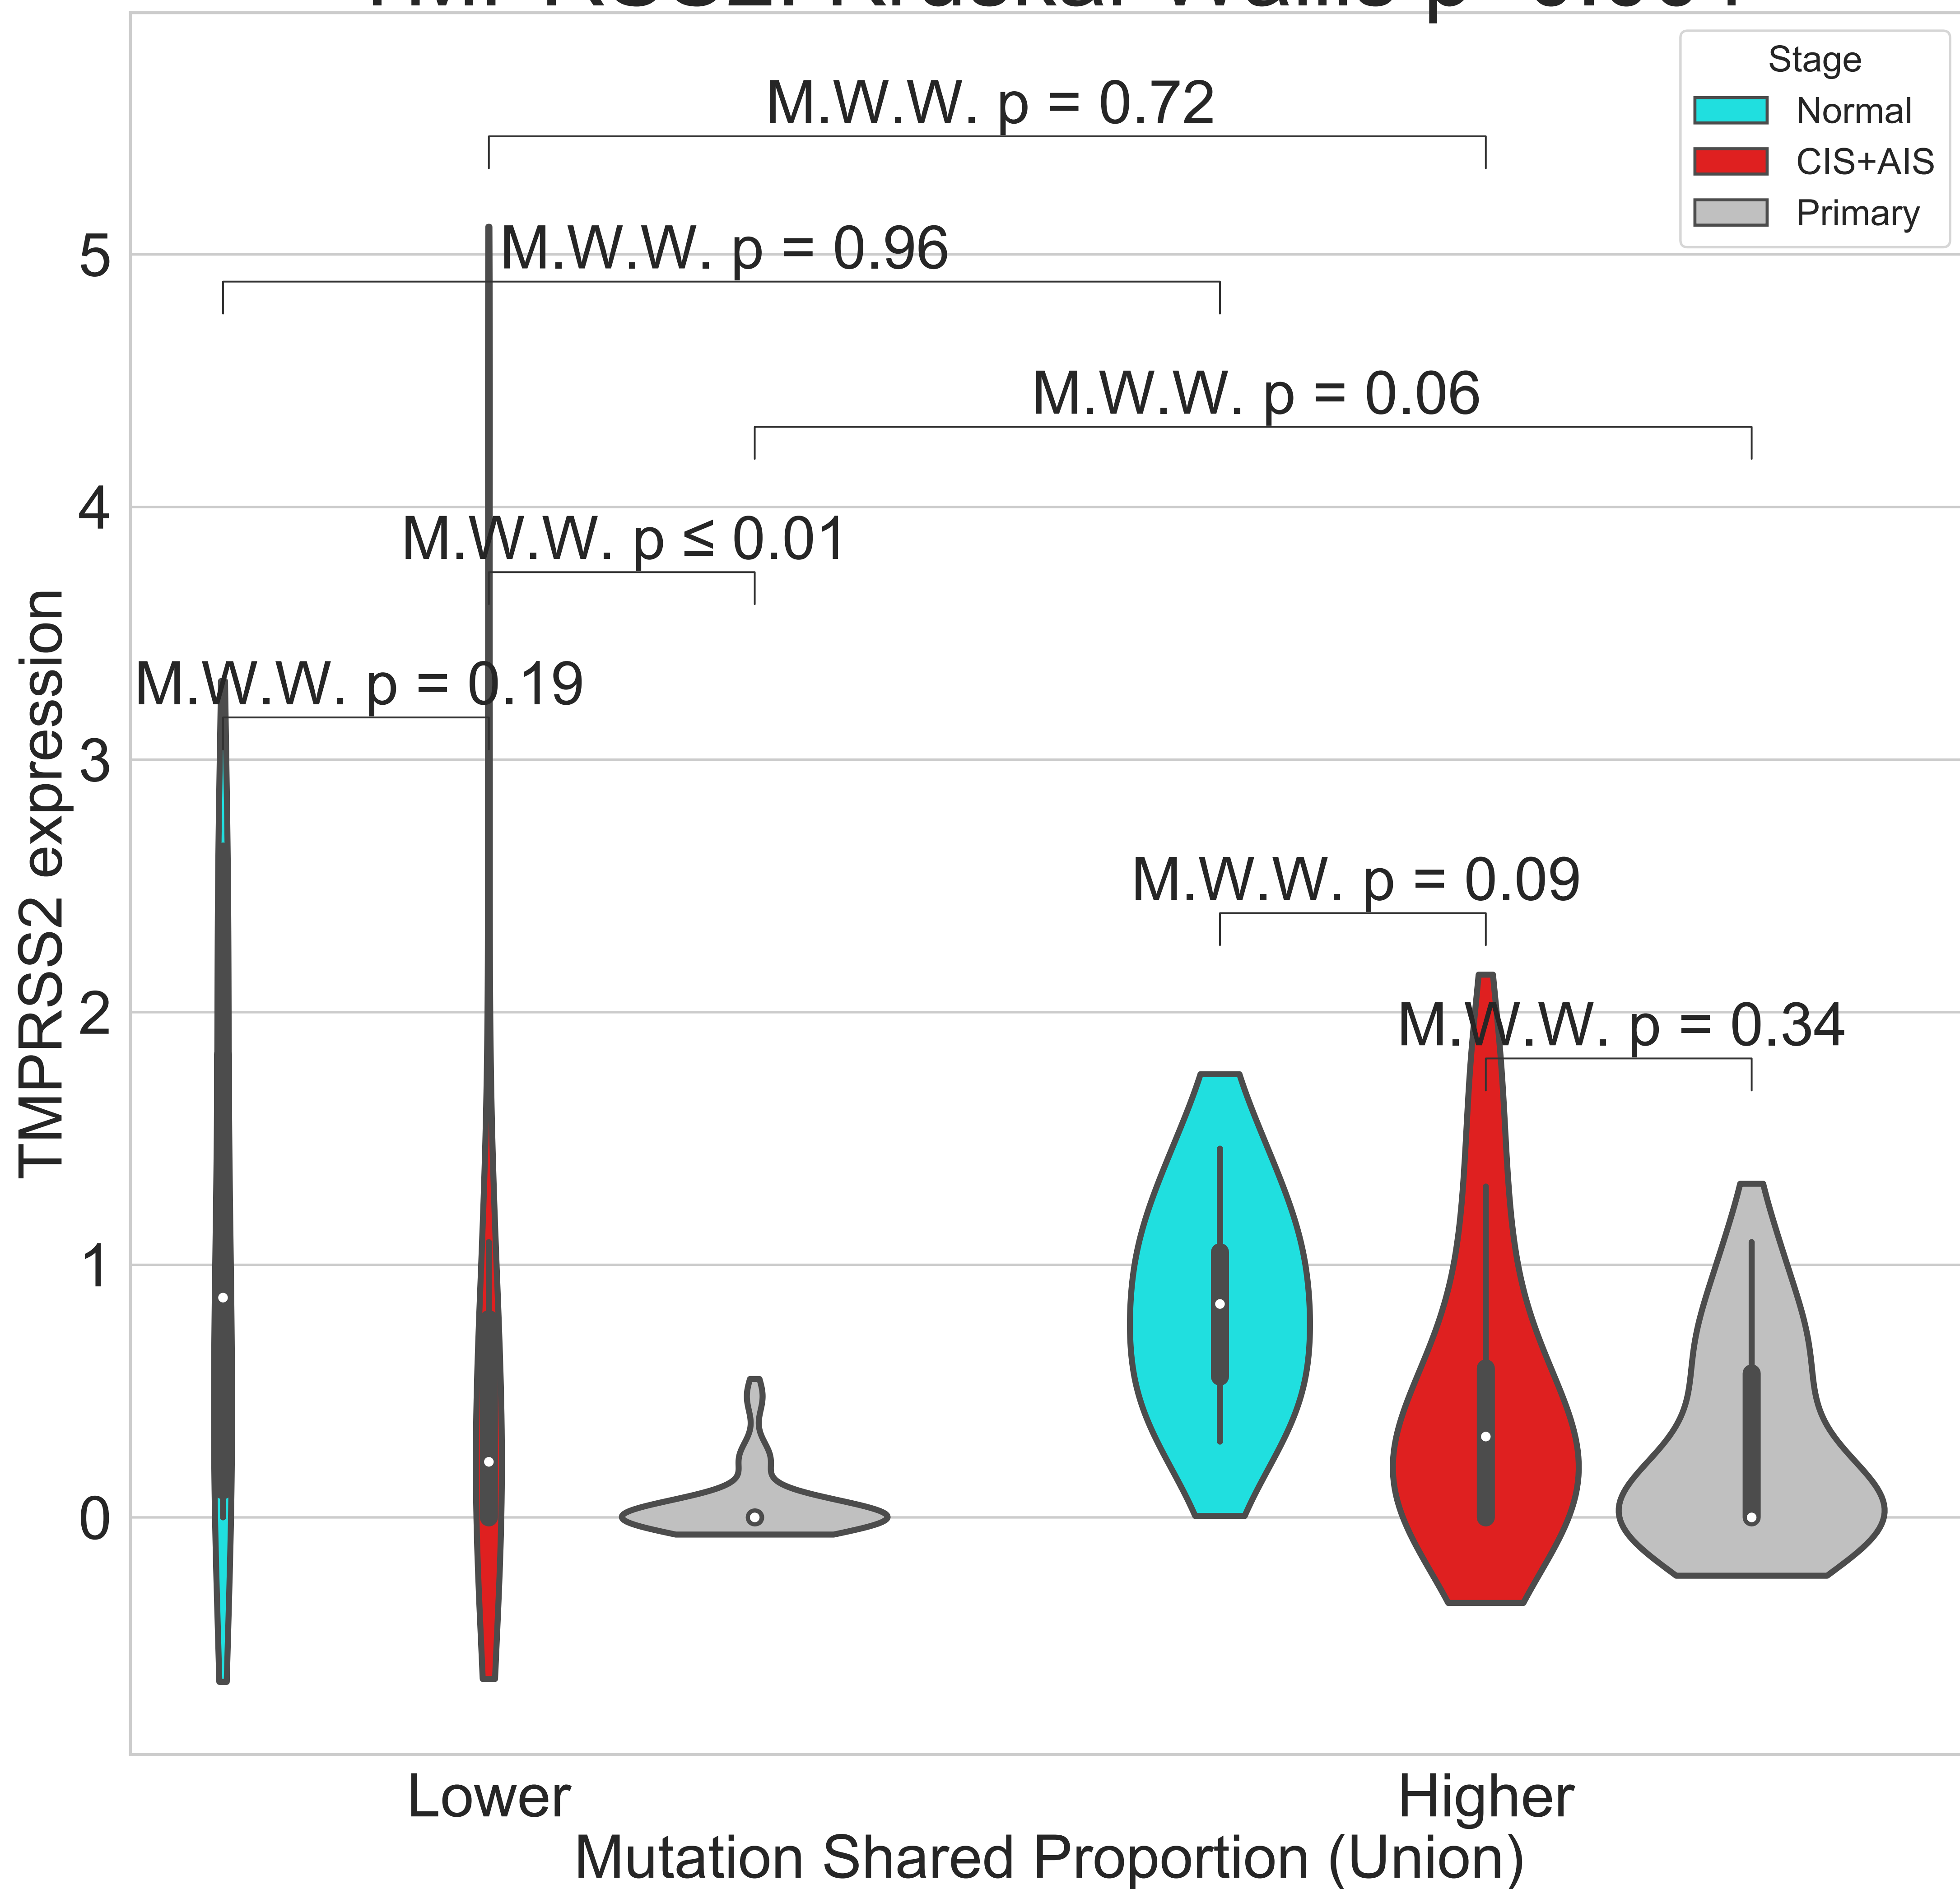 Stage
Normal
CIS+AIS
Primary
M.W.W. p = 0.72
M.W.W. p = 0.96
M.W.W. p = 0.06
M.W.W. p ≤ 0.01
M.W.W. p = 0.19
M.W.W. p = 0.09
M.W.W. p = 0.34
TMPRSS2 expression
5
4
3
2
1
0
Lower
Higher
Mutation Shared Proportion (Union)